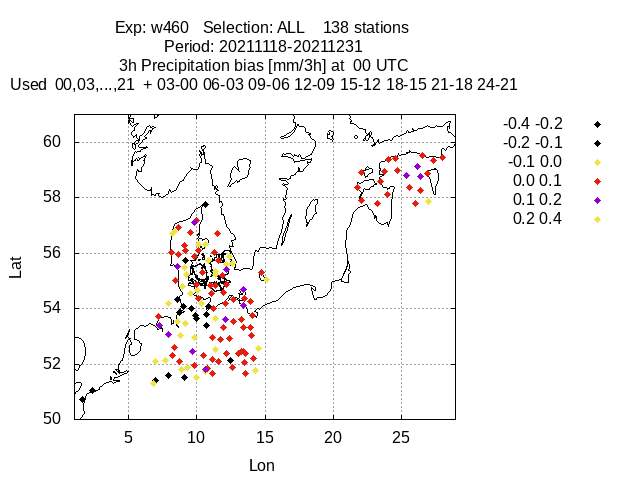 Exp: w460 Selection: ALL 138 stations
Period: 20211118-20211231
3h Precipitation bias [mm/3h] at 00 UTC
Used 00,03,...,21 + 03-00 06-03 09-06 12-09 15-12 18-15 21-18 24-21
-0.4 -0.2
-0.2 -0.1
-0.1 0.0
0.0 0.1
0.1 0.2
0.2 0.4
60
58
56
54
52
50
Lat
5 10 15 20 25
Lon